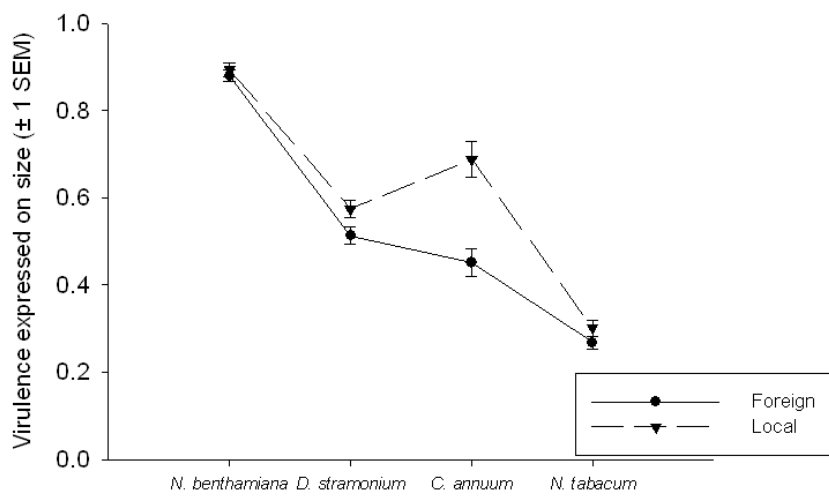 Virulence expressed on size (± 1 SEM)
1.0
0.8
0.6
0.4
0.2
0.0
N. benthamiana D. stramonium C. annuum N. tabacum
Foreign
Local